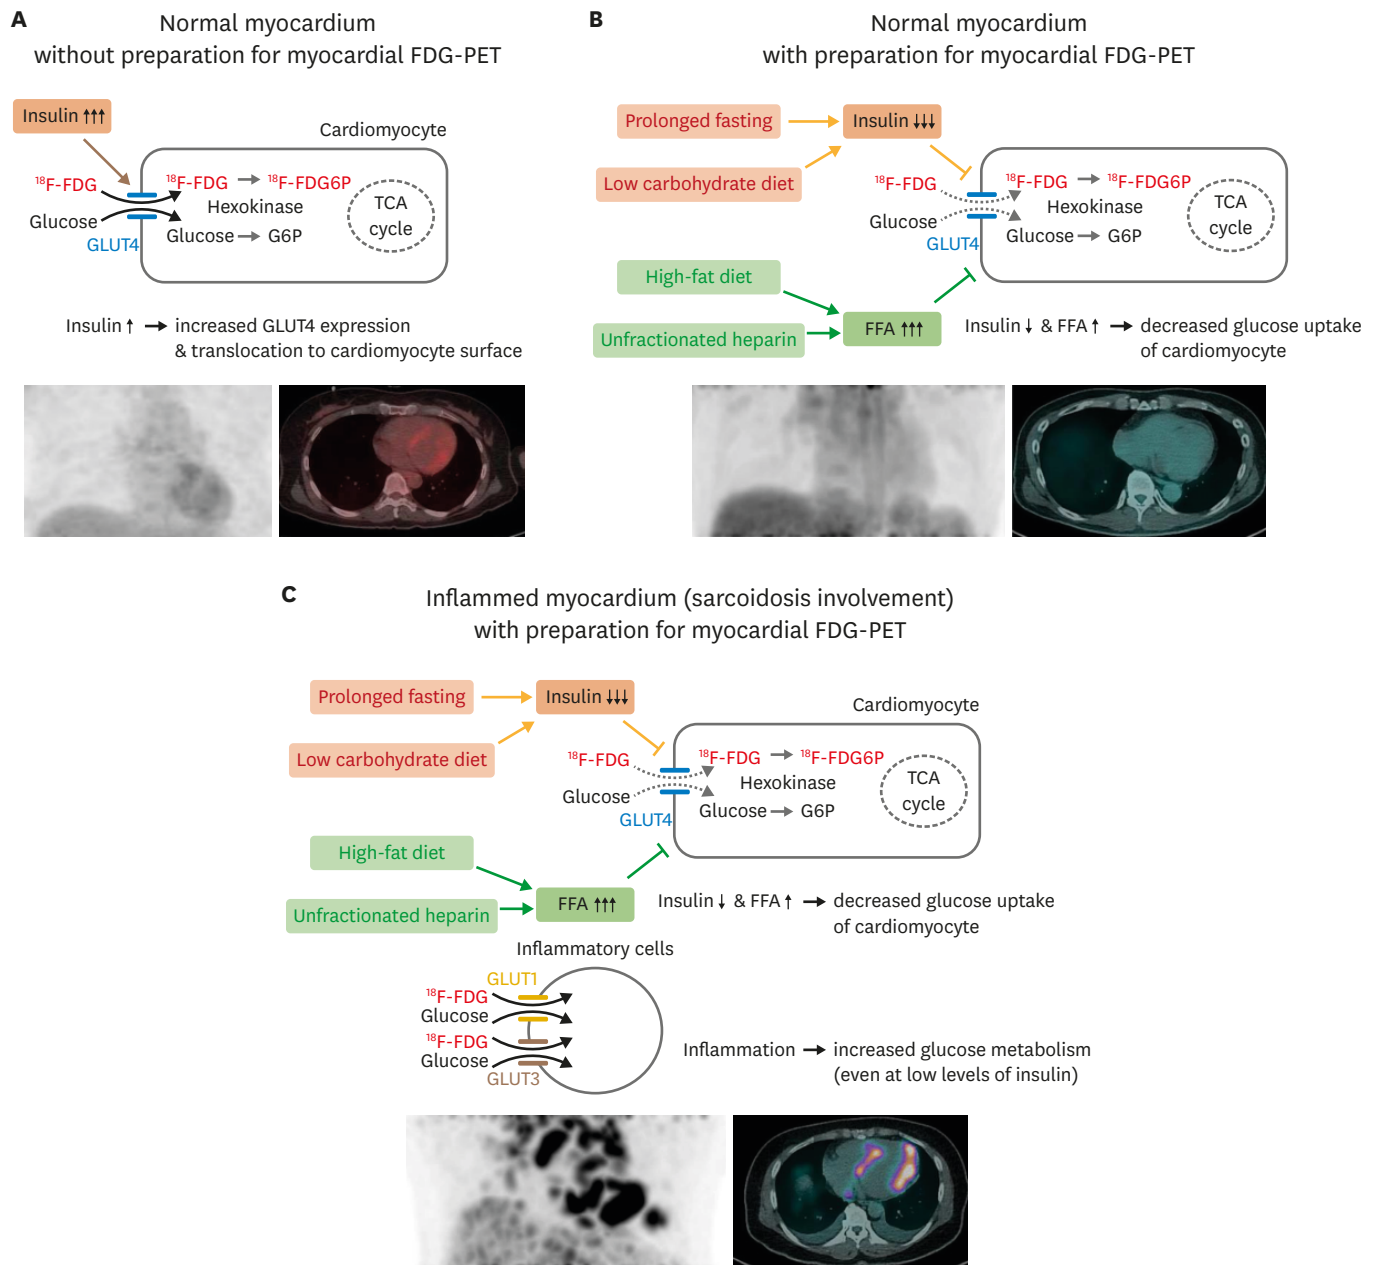 A
Normal myocardium
without preparation for myocardial FDG-PET
Insulin ↑↑↑
Cardiomyocyte
¹⁸F-FDG
¹⁸F-FDG → ¹⁸F-FDG6P
Hexokinase
Glucose
Glucose → G6P
GLUT4
TCA
cycle
Insulin ↑ → increased GLUT4 expression
& translocation to cardiomyocyte surface
B
Normal myocardium
with preparation for myocardial FDG-PET
Prolonged fasting
Insulin ↓↓↓
Low carbohydrate diet
¹⁸F-FDG
¹⁸F-FDG → ¹⁸F-FDG6P
Hexokinase
Glucose
Glucose → G6P
GLUT4
TCA
cycle
High-fat diet
Unfractionated heparin
FFA ↑↑↑
Insulin ↓ & FFA ↑ → decreased glucose uptake
of cardiomyocyte
C
Inflammed myocardium (sarcoidosis involvement)
with preparation for myocardial FDG-PET
Prolonged fasting
Insulin ↓↓↓
Low carbohydrate diet
Cardiomyocyte
¹⁸F-FDG
¹⁸F-FDG → ¹⁸F-FDG6P
Hexokinase
Glucose
Glucose → G6P
GLUT4
TCA
cycle
High-fat diet
Unfractionated heparin
FFA ↑↑↑
Insulin ↓ & FFA ↑ → decreased glucose uptake
of cardiomyocyte
Inflammatory cells
GLUT1
¹⁸F-FDG
Glucose
¹⁸F-FDG
Glucose
GLUT3
Inflammation → increased glucose metabolism
(even at low levels of insulin)